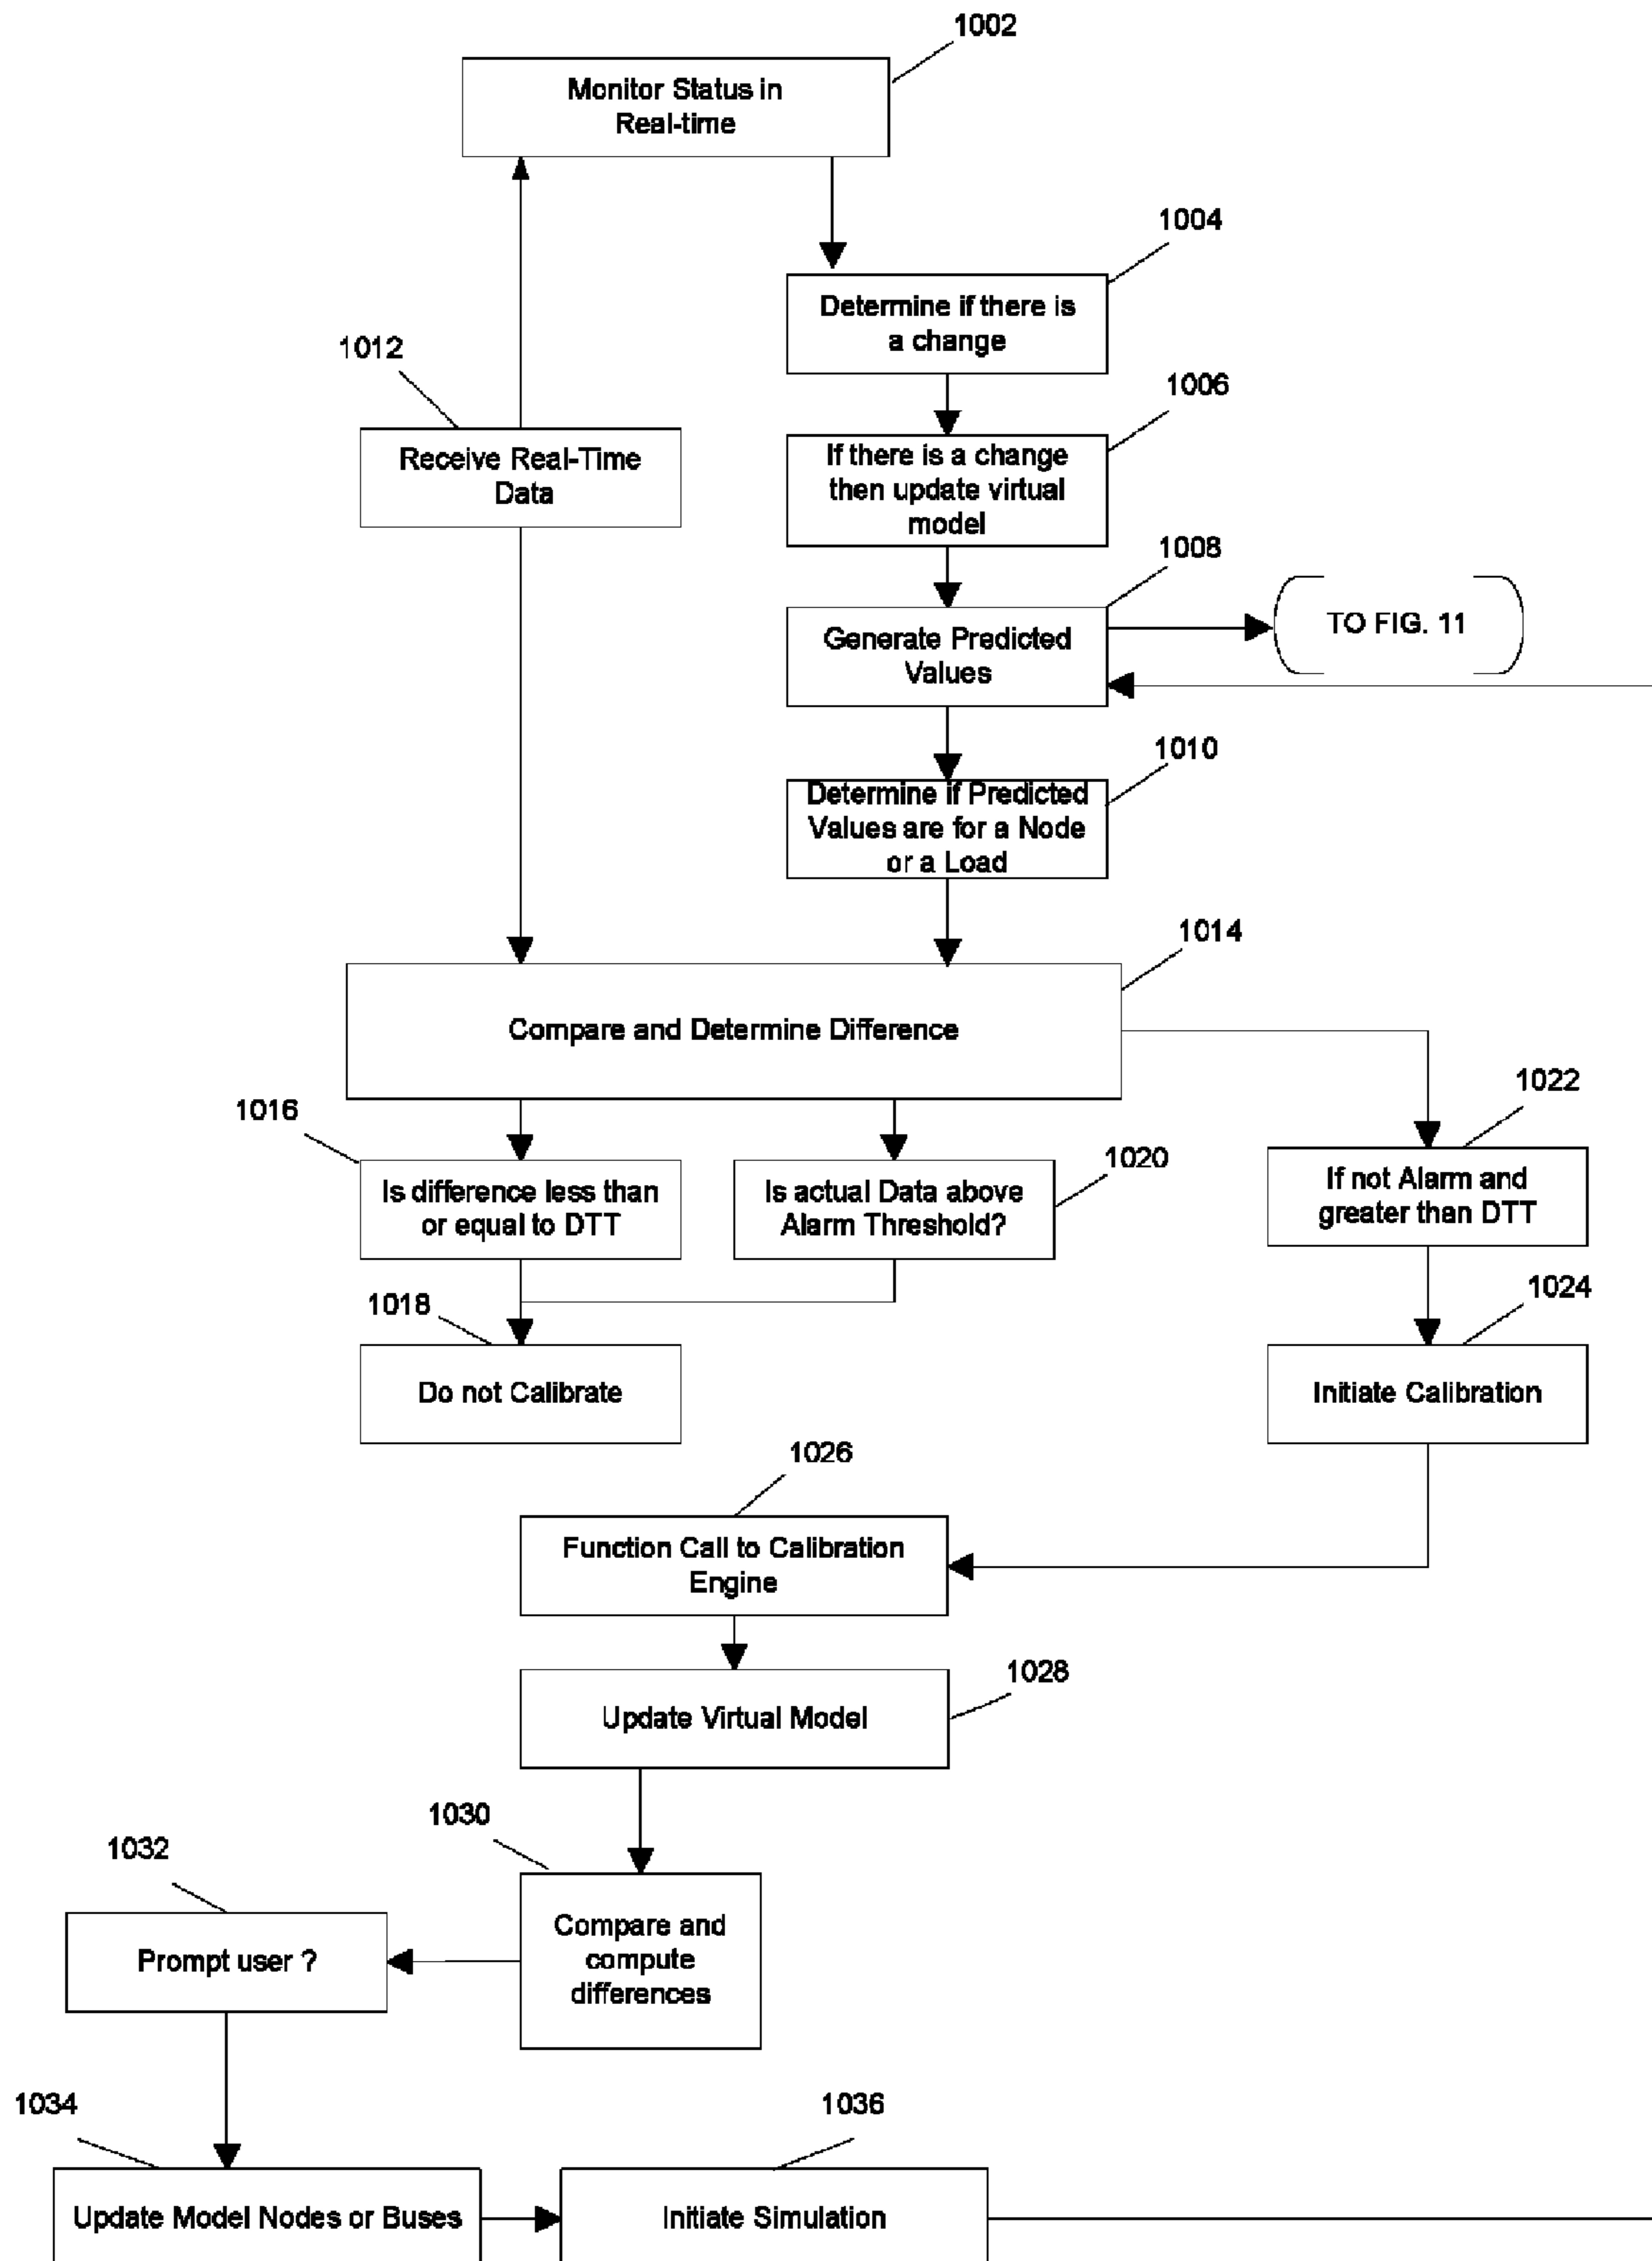 1002
Monitor Status in
Real-time
1004
Determine if there is
a change
1012
Receive Real-Time
Data
1006
If there is a change
then update virtual
model
1008
Generate Predicted
Values
TO FIG. 11
1010
Determine if Predicted
Values are for a Node
or a Load
1014
Compare and Determine Difference
1016
Is difference less than
or equal to DTT
1020
Is actual Data above
Alarm Threshold?
1022
If not Alarm and
greater than DTT
1018
Do not Calibrate
1024
Initiate Calibration
1026
Function Call to Calibration
Engine
1028
Update Virtual Model
1030
Compare and
compute
differences
1032
Prompt user ?
1034
Update Model Nodes or Buses
1036
Initiate Simulation